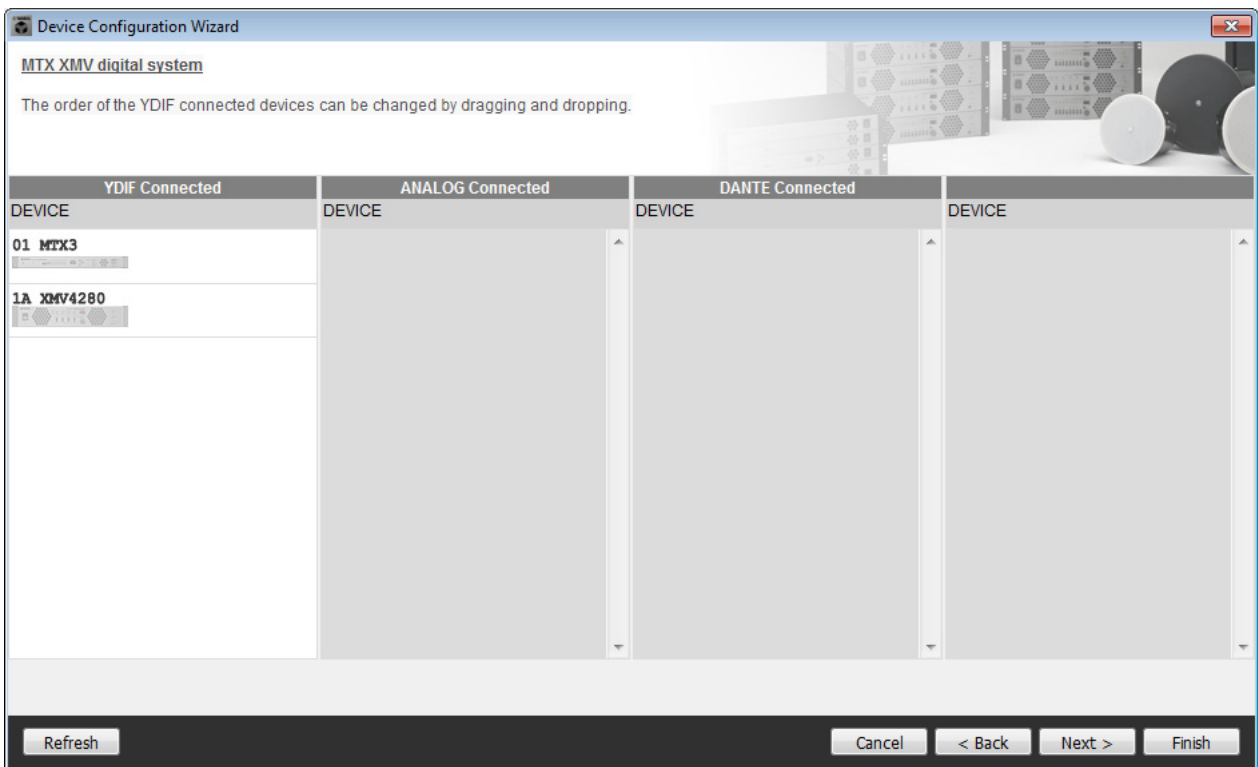 Device Configuration Wizard
MTX XMV digital system
The order of the YDIF connected devices can be changed by dragging and dropping.
YDIF Connected ANALOG Connected DANTE Connected
DEVICE DEVICE DEVICE DEVICE
01 MTX3
1A XMV4280
Refresh Cancel < Back Next > Finish